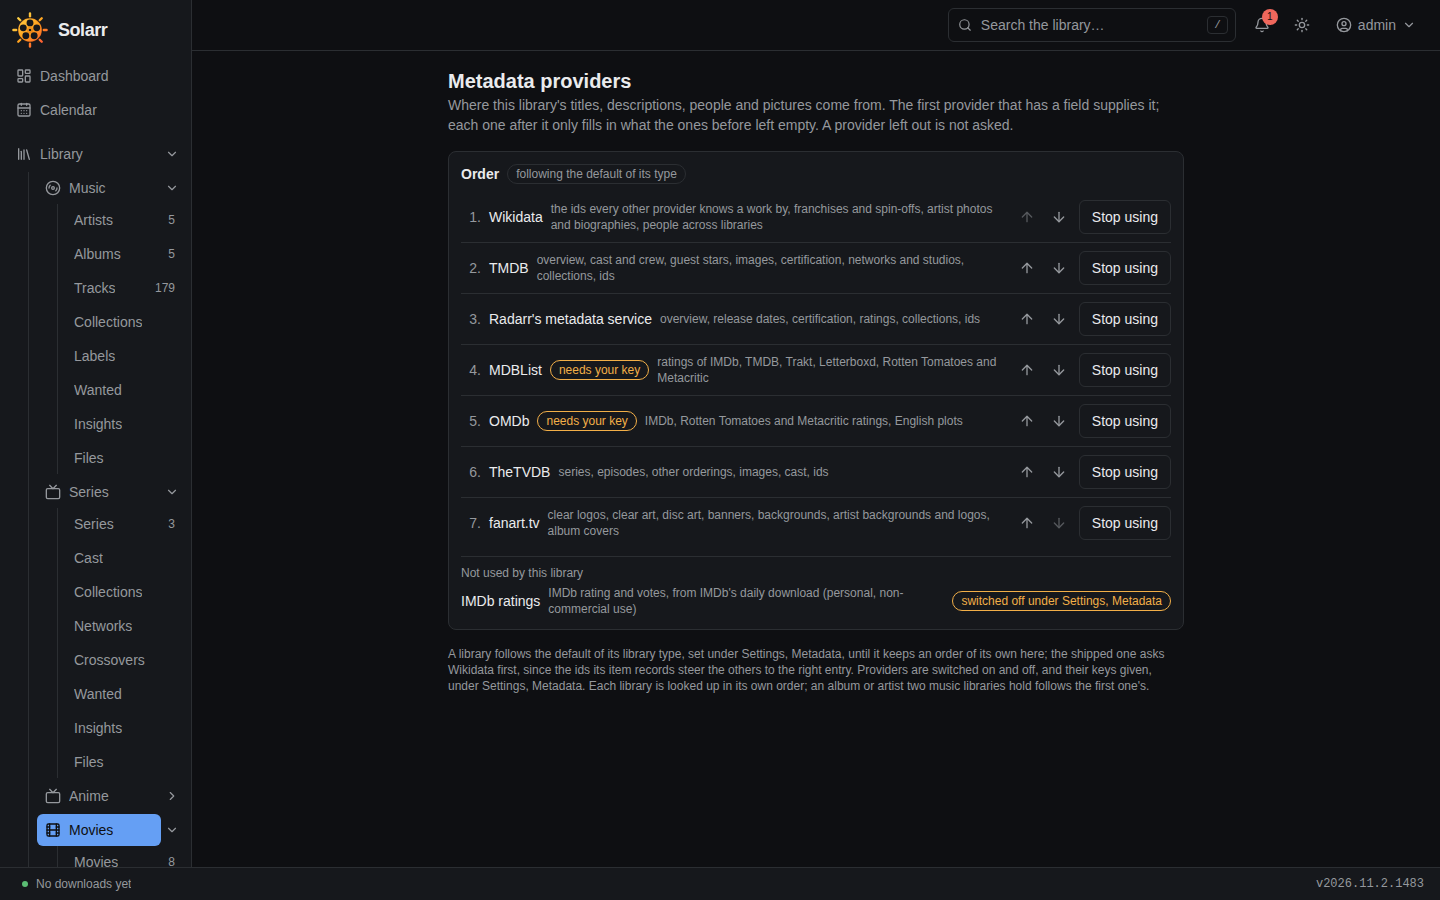 Solarr
Search the library…
/
1
admin
Dashboard
Calendar
Library
Music
Artists 5
Albums 5
Tracks 179
Collections
Labels
Wanted
Insights
Files
Series
Series 3
Cast
Collections
Networks
Crossovers
Wanted
Insights
Files
Anime
Movies
Movies 8
Metadata providers
Where this library's titles, descriptions, people and pictures come from. The first provider that has a field supplies it;
each one after it only fills in what the ones before left empty. A provider left out is not asked.
Order following the default of its type
1. Wikidata the ids every other provider knows a work by, franchises and spin-offs, artist photos
and biographies, people across libraries
Stop using
2. TMDB overview, cast and crew, guest stars, images, certification, networks and studios,
collections, ids
Stop using
3. Radarr's metadata service overview, release dates, certification, ratings, collections, ids Stop using
4. MDBList needs your key ratings of IMDb, TMDB, Trakt, Letterboxd, Rotten Tomatoes and
Metacritic
Stop using
5. OMDb needs your key IMDb, Rotten Tomatoes and Metacritic ratings, English plots Stop using
6. TheTVDB series, episodes, other orderings, images, cast, ids Stop using
7. fanart.tv clear logos, clear art, disc art, banners, backgrounds, artist backgrounds and logos,
album covers
Stop using
Not used by this library
IMDb ratings IMDb rating and votes, from IMDb's daily download (personal, non-
commercial use)
switched off under Settings, Metadata
A library follows the default of its library type, set under Settings, Metadata, until it keeps an order of its own here; the shipped one asks
Wikidata first, since the ids its item records steer the others to the right entry. Providers are switched on and off, and their keys given,
under Settings, Metadata. Each library is looked up in its own order; an album or artist two music libraries hold follows the first one's.
No downloads yet
v2026.11.2.1483